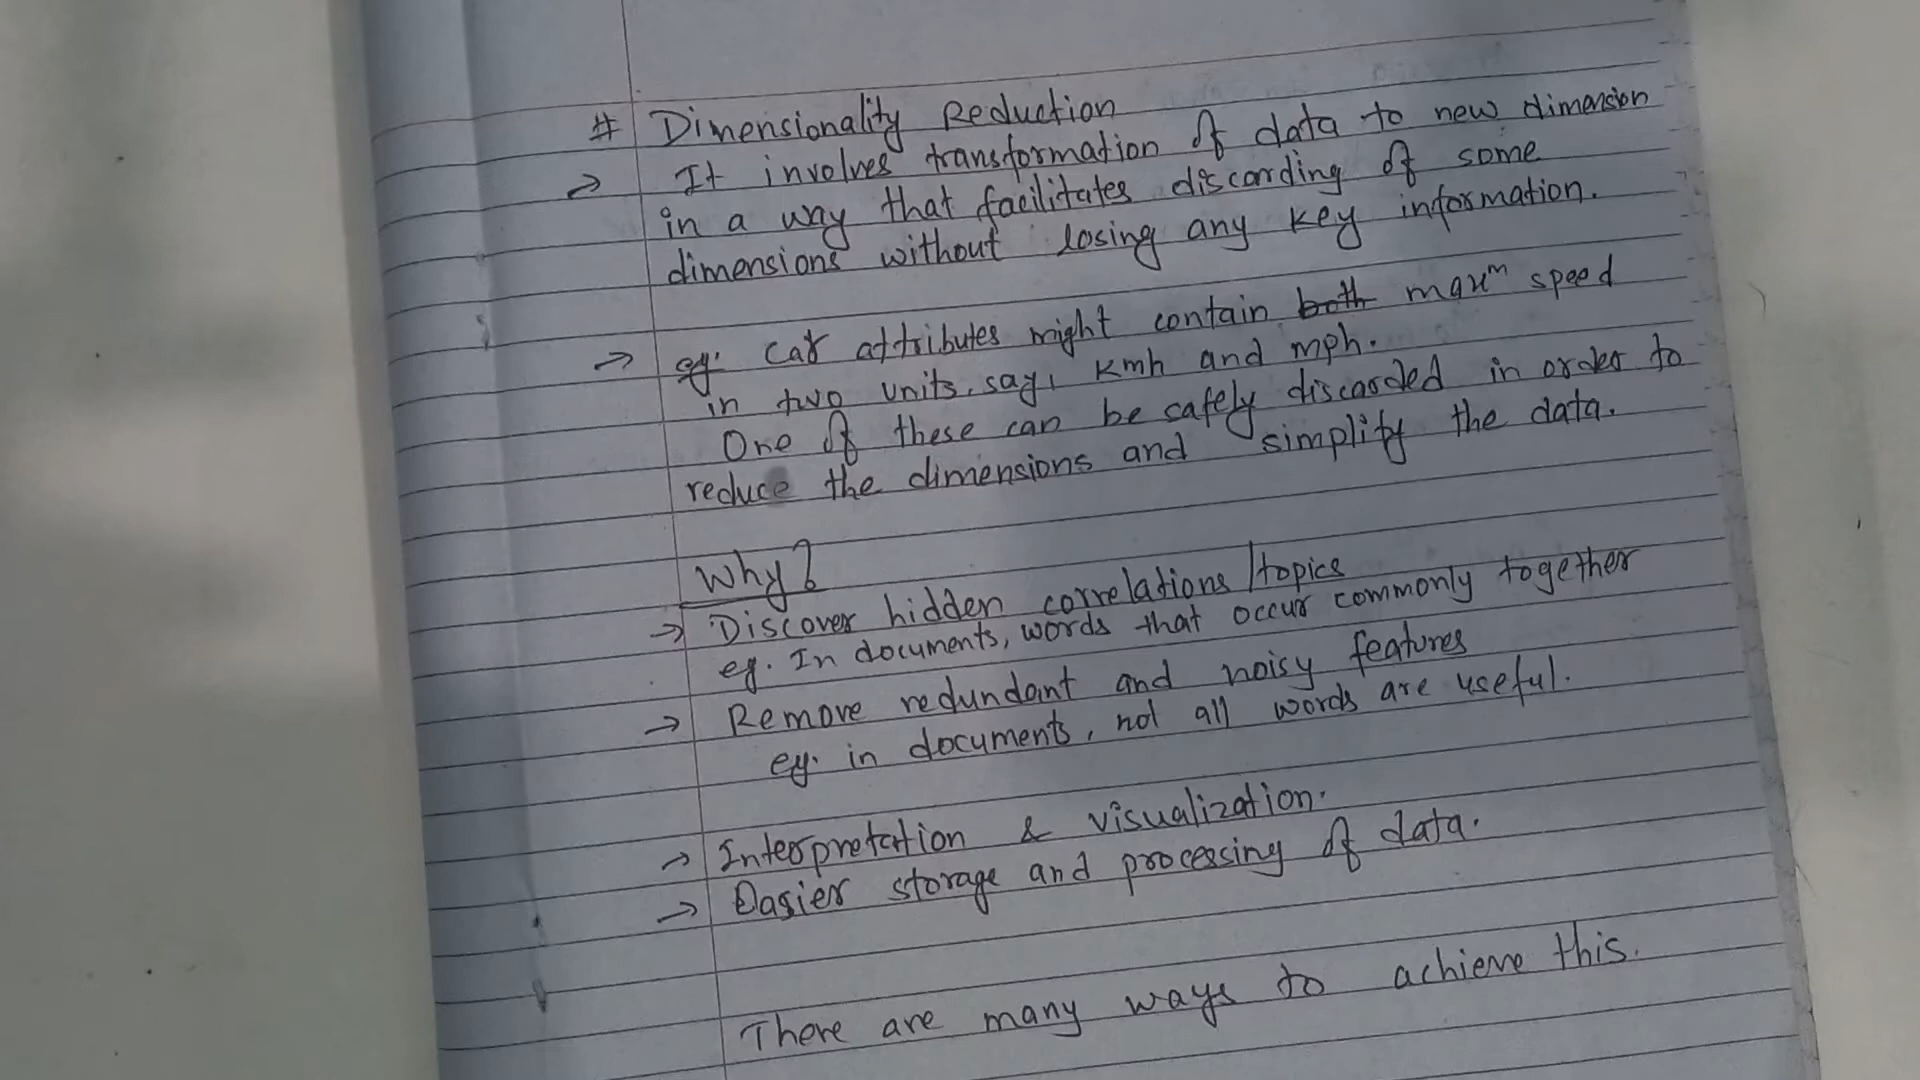 # Dimensionality Reduction
→ It involves transformation of data to new dimension
in a way that facilitates discarding of some
dimensions without losing any key information.
→ eg: car attributes might contain both maxᵐ speed
in two units, say, kmh and mph.
One of these can be safely discarded in order to
reduce the dimensions and simplify the data.
Why?
→ Discover hidden correlations/topics
eg. In documents, words that occur commonly together
→ Remove redundant and noisy features
eg. in documents, not all words are useful.
→ Interpretation & visualization.
→ Easier storage and processing of data.
There are many ways to achieve this.